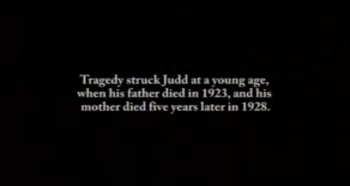 Tragedy struck Judd at a young age,
when his father died in 1923, and his
mother died five years later in 1928.